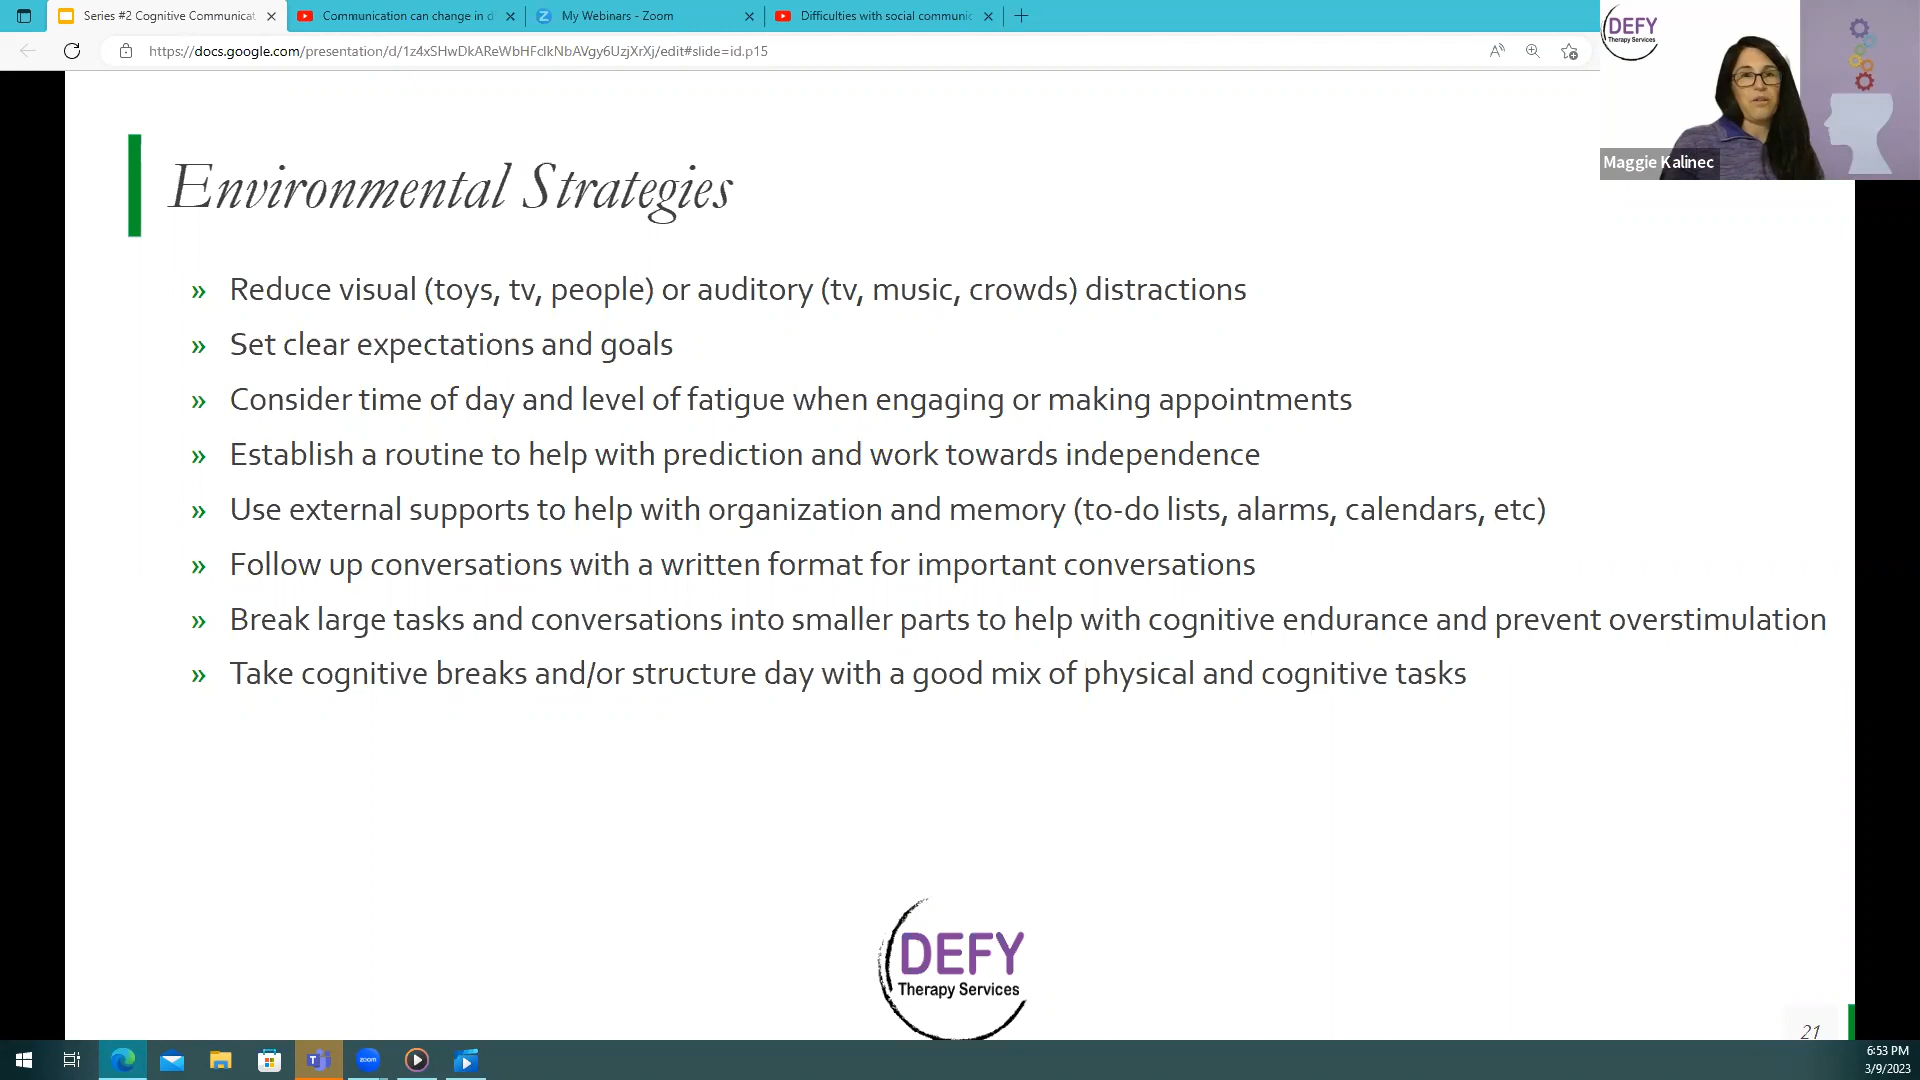 Series #2 Cognitive Communicat
Communication can change in d
My Webinars - Zoom
Difficulties with social communic
https://docs.google.com/presentation/d/1z4xSHwDkAReWbHFclkNbAVgy6UzjXrXj/edit#slide=id.p15
DEFY
Therapy Services
Maggie Kalinec
Environmental Strategies
» Reduce visual (toys, tv, people) or auditory (tv, music, crowds) distractions
» Set clear expectations and goals
» Consider time of day and level of fatigue when engaging or making appointments
» Establish a routine to help with prediction and work towards independence
» Use external supports to help with organization and memory (to-do lists, alarms, calendars, etc)
» Follow up conversations with a written format for important conversations
» Break large tasks and conversations into smaller parts to help with cognitive endurance and prevent overstimulation
» Take cognitive breaks and/or structure day with a good mix of physical and cognitive tasks
DEFY
Therapy Services
21
zoom
6:53 PM
3/9/2023